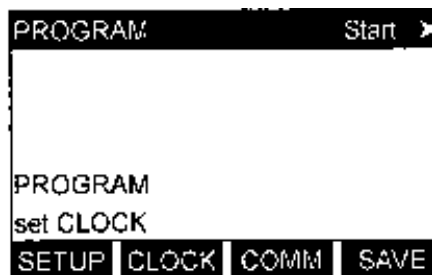 PROGRAM Start
PROGRAM
set CLOCK
SETUP CLOCK COMM SAVE